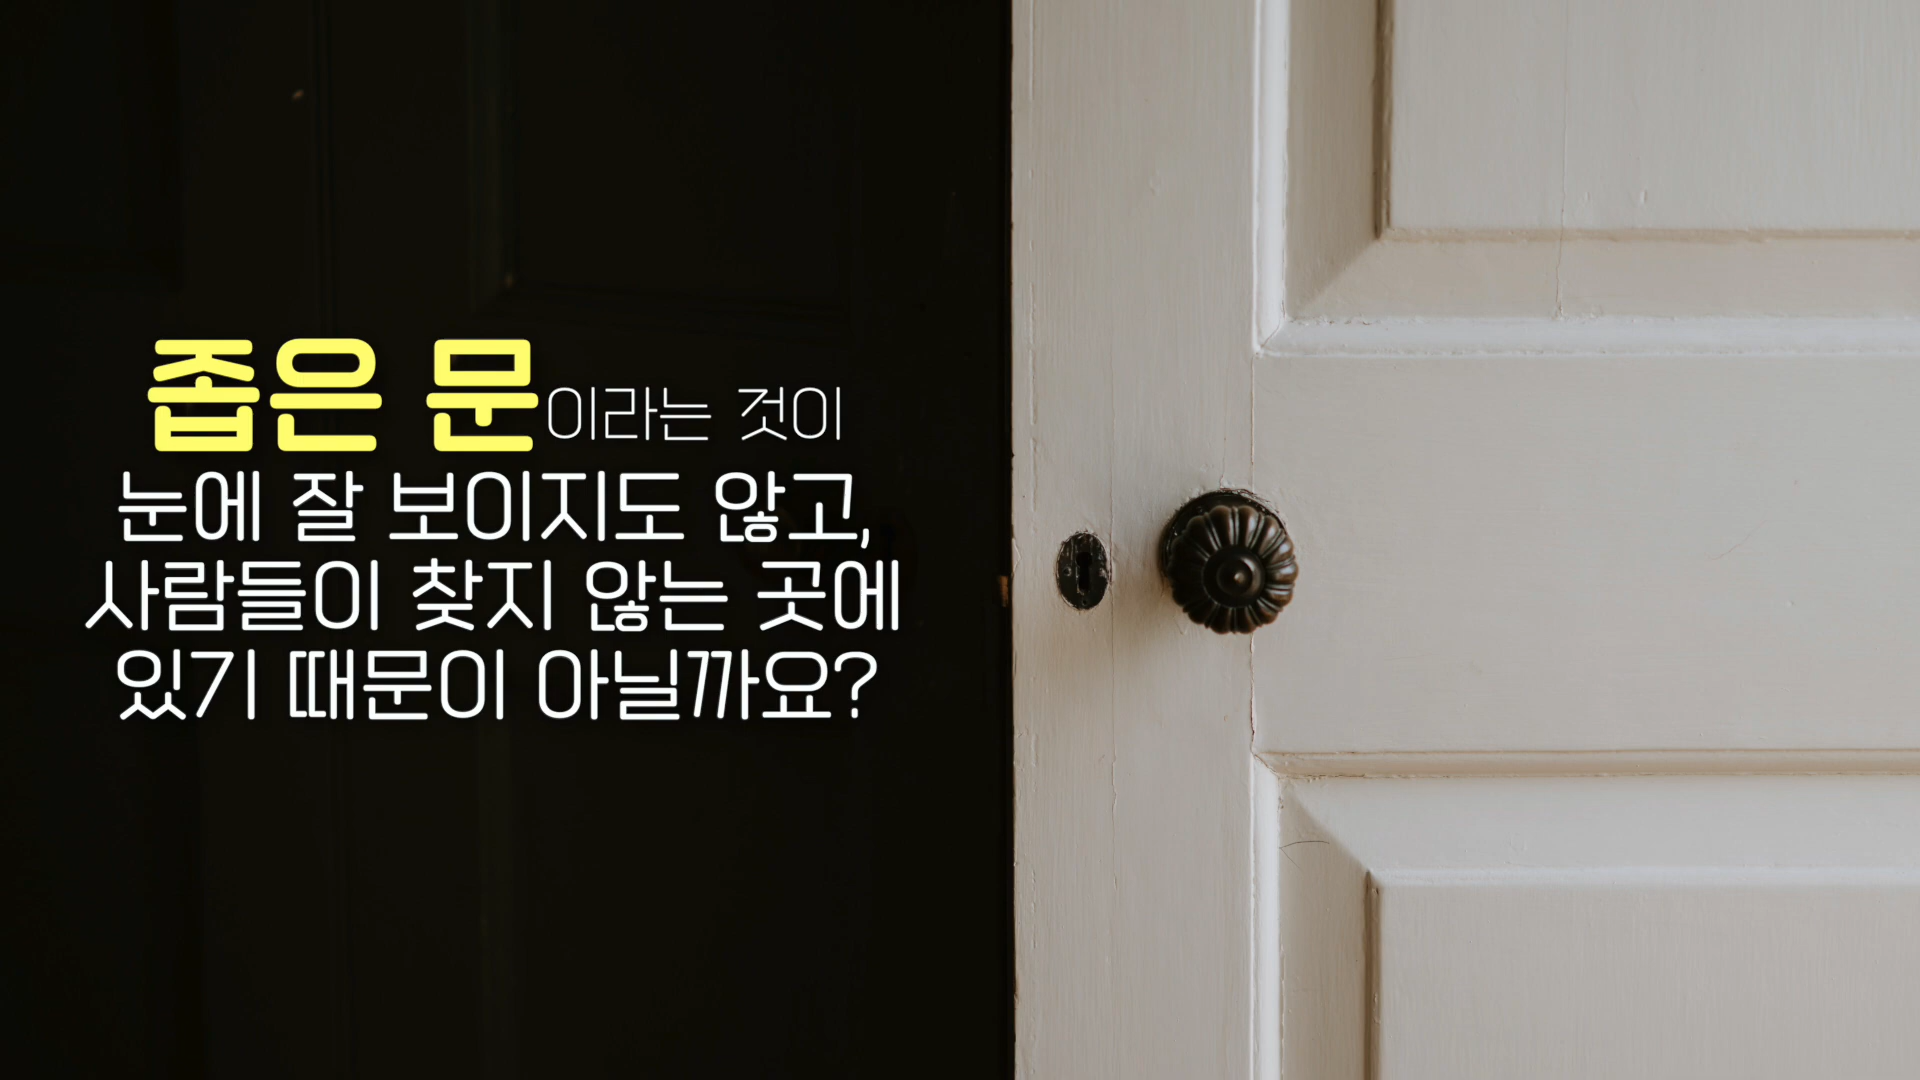 좁은 문이라는 것이
눈에 잘 보이지도 않고,
사람들이 찾지 않는 곳에
있기 때문이 아닐까요?